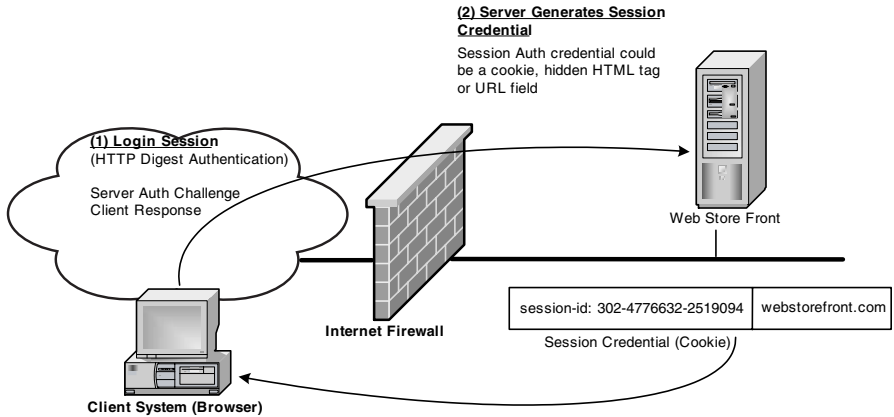 (2) Server Generates Session
Credential
Session Auth credential could
be a cookie, hidden HTML tag
or URL field
(1) Login Session
(HTTP Digest Authentication)
Server Auth Challenge
Client Response
Web Store Front
Internet Firewall
session-id: 302-4776632-2519094
webstorefront.com
Session Credential (Cookie)
Client System (Browser)